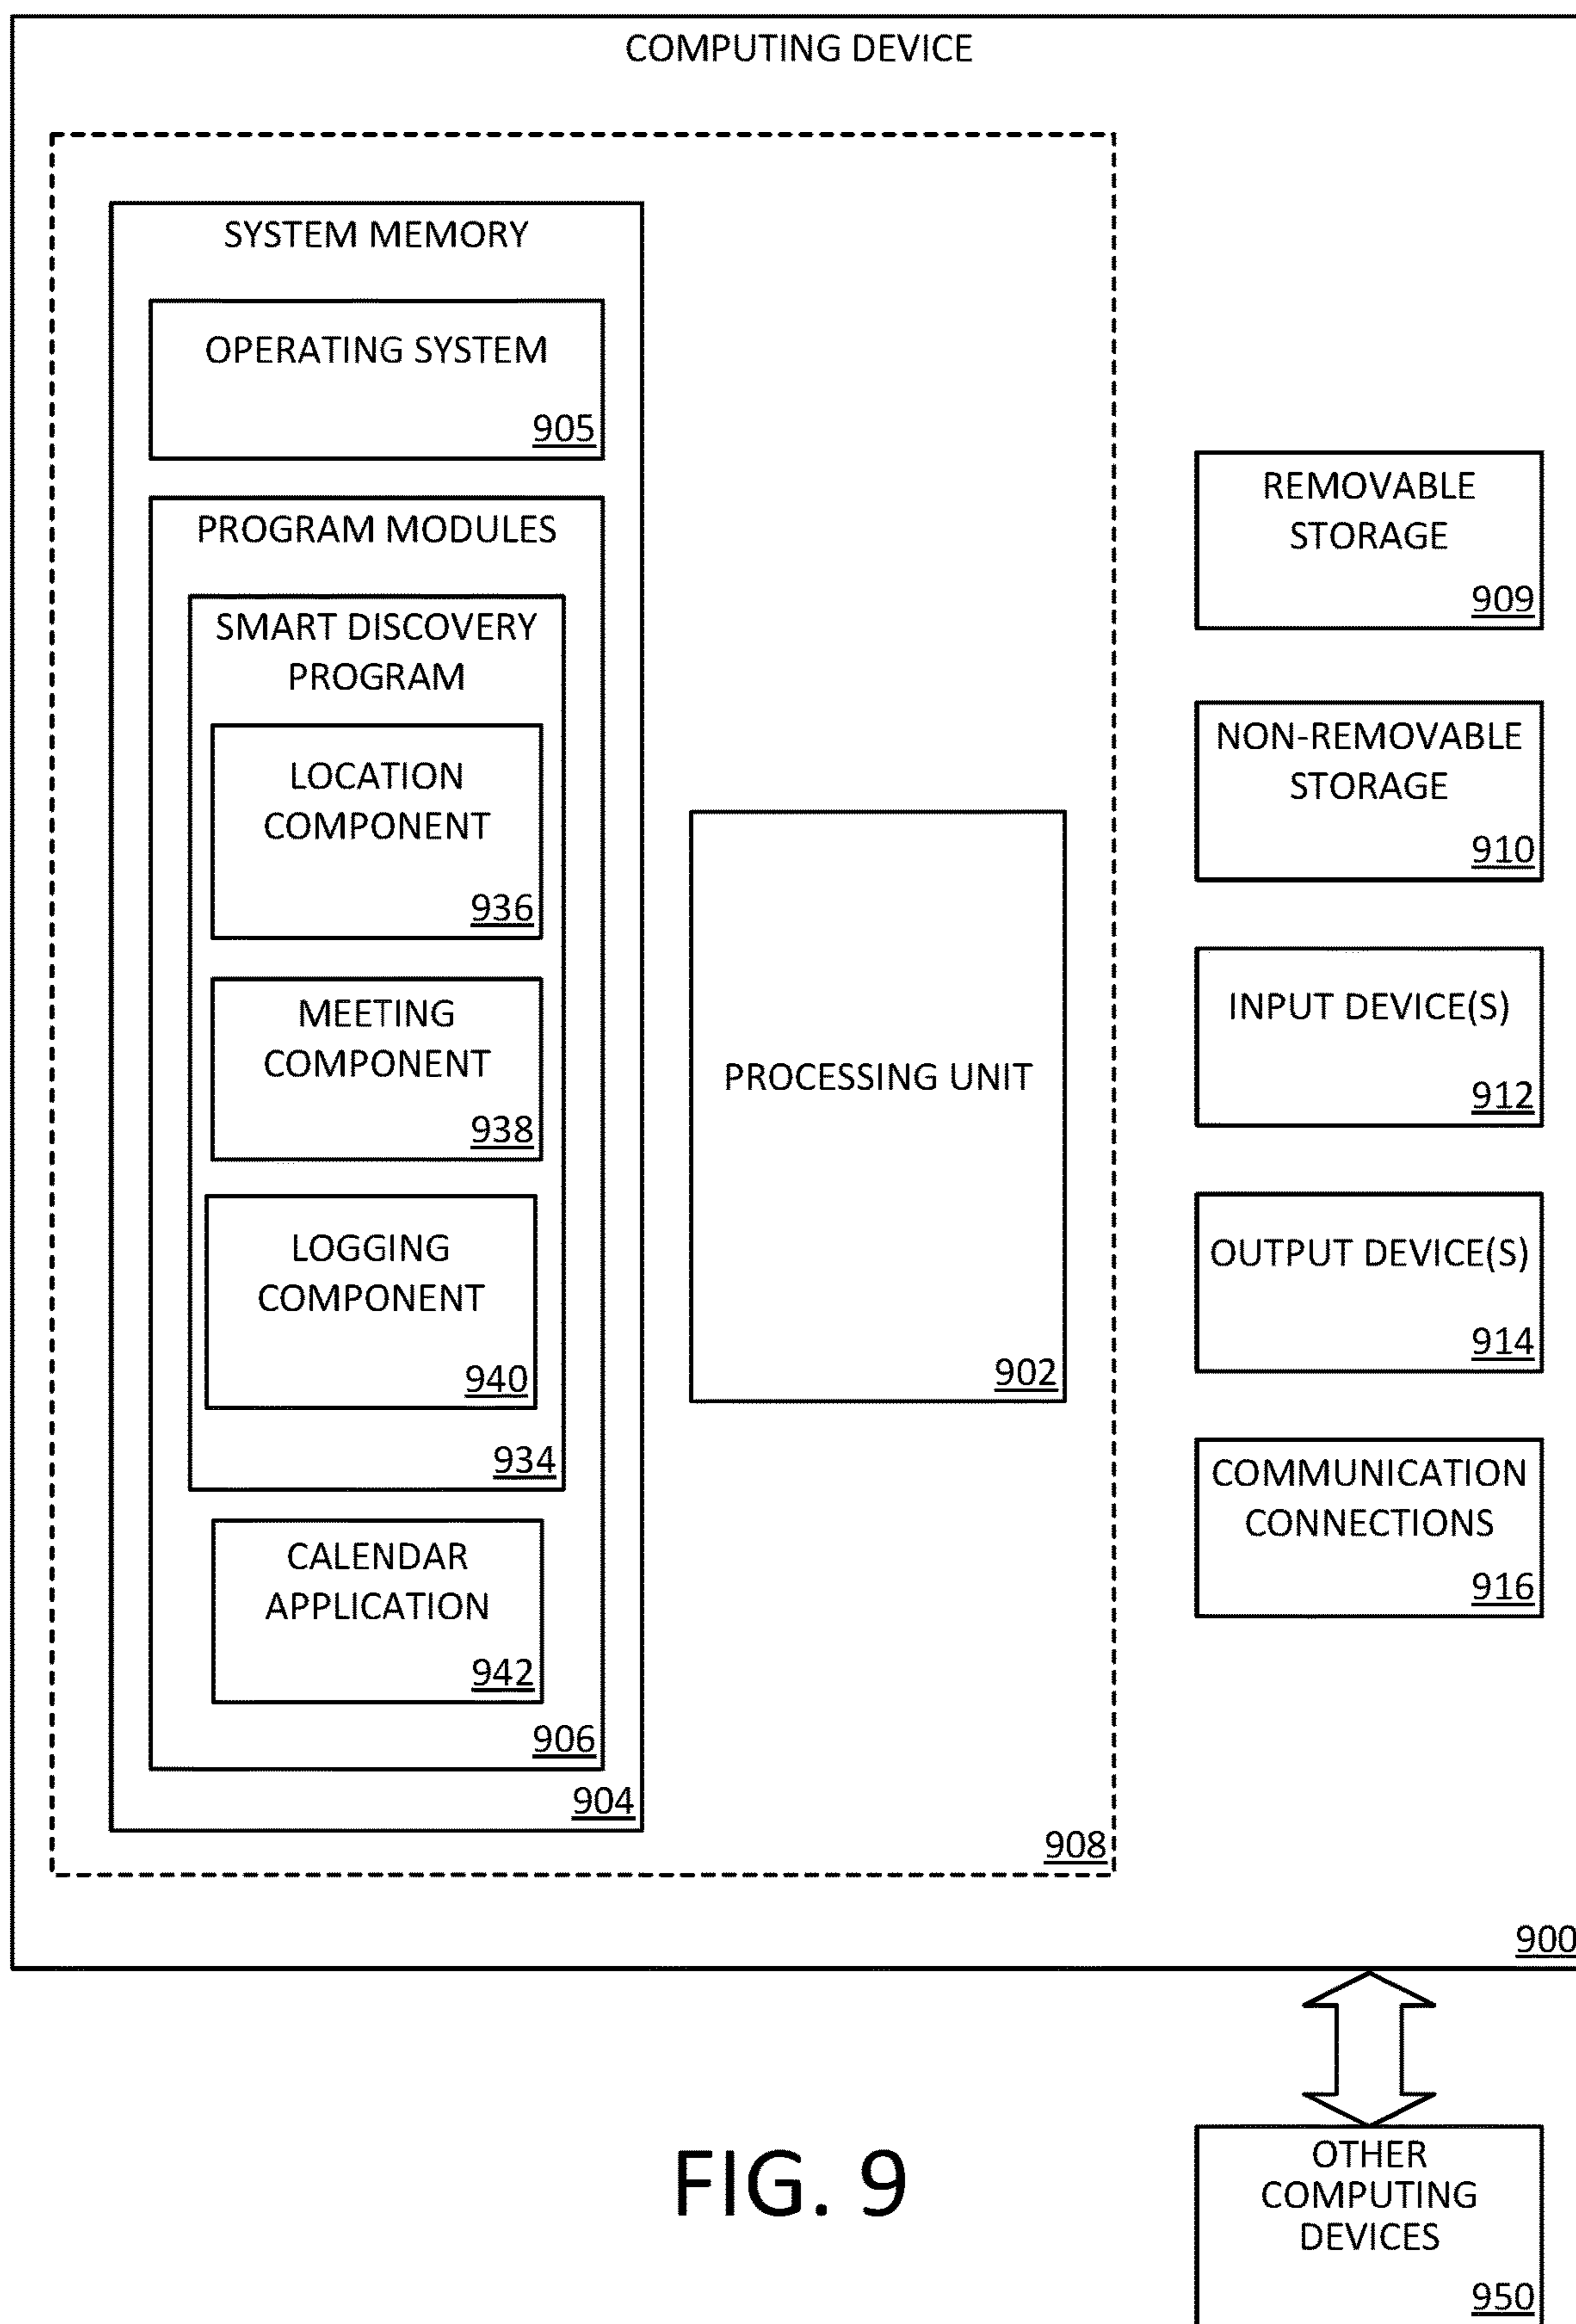 COMPUTING DEVICE
SYSTEM MEMORY
OPERATING SYSTEM
905
PROGRAM MODULES
SMART DISCOVERY
PROGRAM
LOCATION
COMPONENT
936
MEETING
COMPONENT
938
LOGGING
COMPONENT
940
934
CALENDAR
APPLICATION
942
906
904
PROCESSING UNIT
902
908
REMOVABLE
STORAGE
909
NON-REMOVABLE
STORAGE
910
INPUT DEVICE(S)
912
OUTPUT DEVICE(S)
914
COMMUNICATION
CONNECTIONS
916
900
OTHER
COMPUTING
DEVICES
950
FIG. 9